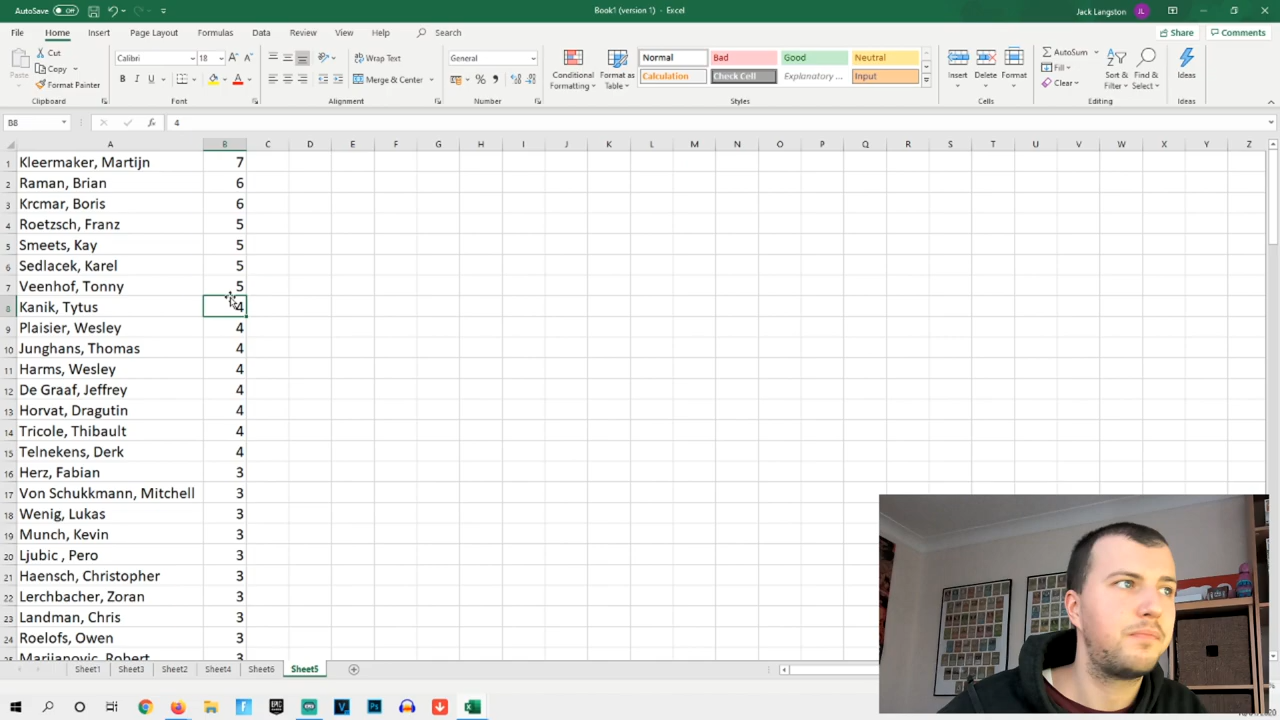 AutoSave Off
Book1 (version 1) - Excel
Jack Langston JL
File Home Insert Page Layout Formulas Data Review View Help Search
Share Comments
Paste
Cut
Copy
Format Painter
Clipboard
Calibri 18
B I U
Font
Wrap Text
Merge & Center
Alignment
General
Number
Conditional Formatting
Format as Table
Normal Bad Good Neutral
Calculation Check Cell Explanatory ... Input
Styles
Insert Delete Format
Cells
AutoSum
Fill
Clear
Sort & Filter
Find & Select
Editing
Ideas
Ideas
B8 fx 4
A B C D E F G H I J K L M N O P Q R S T U V W X Y Z
1 Kleermaker, Martijn 7
2 Raman, Brian 6
3 Krcmar, Boris 6
4 Roetzsch, Franz 5
5 Smeets, Kay 5
6 Sedlacek, Karel 5
7 Veenhof, Tonny 5
8 Kanik, Tytus 4
9 Plaisier, Wesley 4
10 Junghans, Thomas 4
11 Harms, Wesley 4
12 De Graaf, Jeffrey 4
13 Horvat, Dragutin 4
14 Tricole, Thibault 4
15 Telnekens, Derk 4
16 Herz, Fabian 3
17 Von Schukkmann, Mitchell 3
18 Wenig, Lukas 3
19 Munch, Kevin 3
20 Ljubic , Pero 3
21 Haensch, Christopher 3
22 Lerchbacher, Zoran 3
23 Landman, Chris 3
24 Roelofs, Owen 3
25 Marijanovic, Robert 3
Sheet1 Sheet3 Sheet2 Sheet4 Sheet6 Sheet5